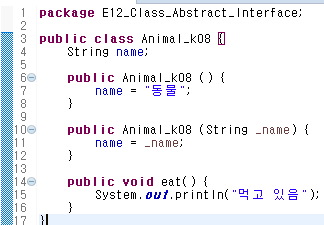 1 package E12_Class_Abstract_Interface;
2
3 public class Animal_k08 {
4 String name;
5
6 public Animal_k08 () {
7 name = "동물";
8 }
9
10 public Animal_k08 (String _name) {
11 name = _name;
12 }
13
14 public void eat() {
15 System.out.println("먹고 있음");
16 }
17 }